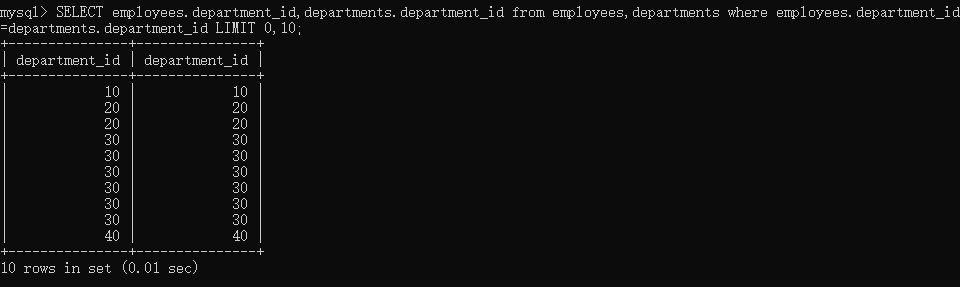 mysql> SELECT employees.department_id,departments.department_id from employees,departments where employees.department_id
=departments.department_id LIMIT 0,10;
+---------------+---------------+
| department_id | department_id |
+---------------+---------------+
|            10 |            10 |
|            20 |            20 |
|            20 |            20 |
|            30 |            30 |
|            30 |            30 |
|            30 |            30 |
|            30 |            30 |
|            30 |            30 |
|            30 |            30 |
|            40 |            40 |
+---------------+---------------+
10 rows in set (0.01 sec)